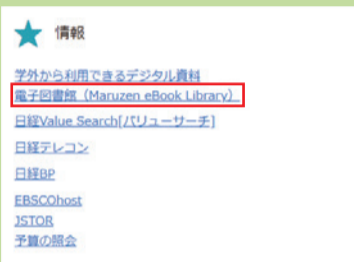 情報
学外から利用できるデジタル資料
電子図書館（Maruzen eBook Library）
日経Value Search[バリューサーチ]
日経テレコン
日経BP
EBSCOhost
JSTOR
予算の照会